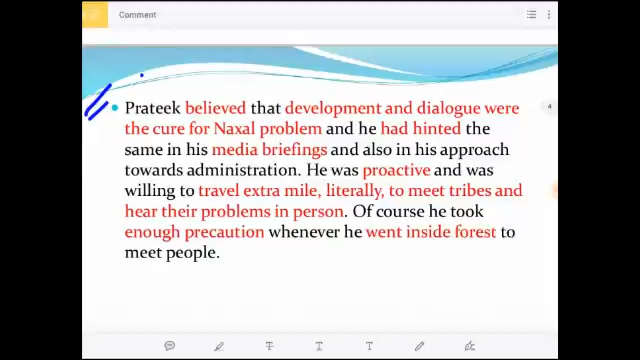 Comment
Prateek believed that development and dialogue were
the cure for Naxal problem and he had hinted the
same in his media briefings and also in his approach
towards administration. He was proactive and was
willing to travel extra mile, literally, to meet tribes and
hear their problems in person. Of course he took
enough precaution whenever he went inside forest to
meet people.
4